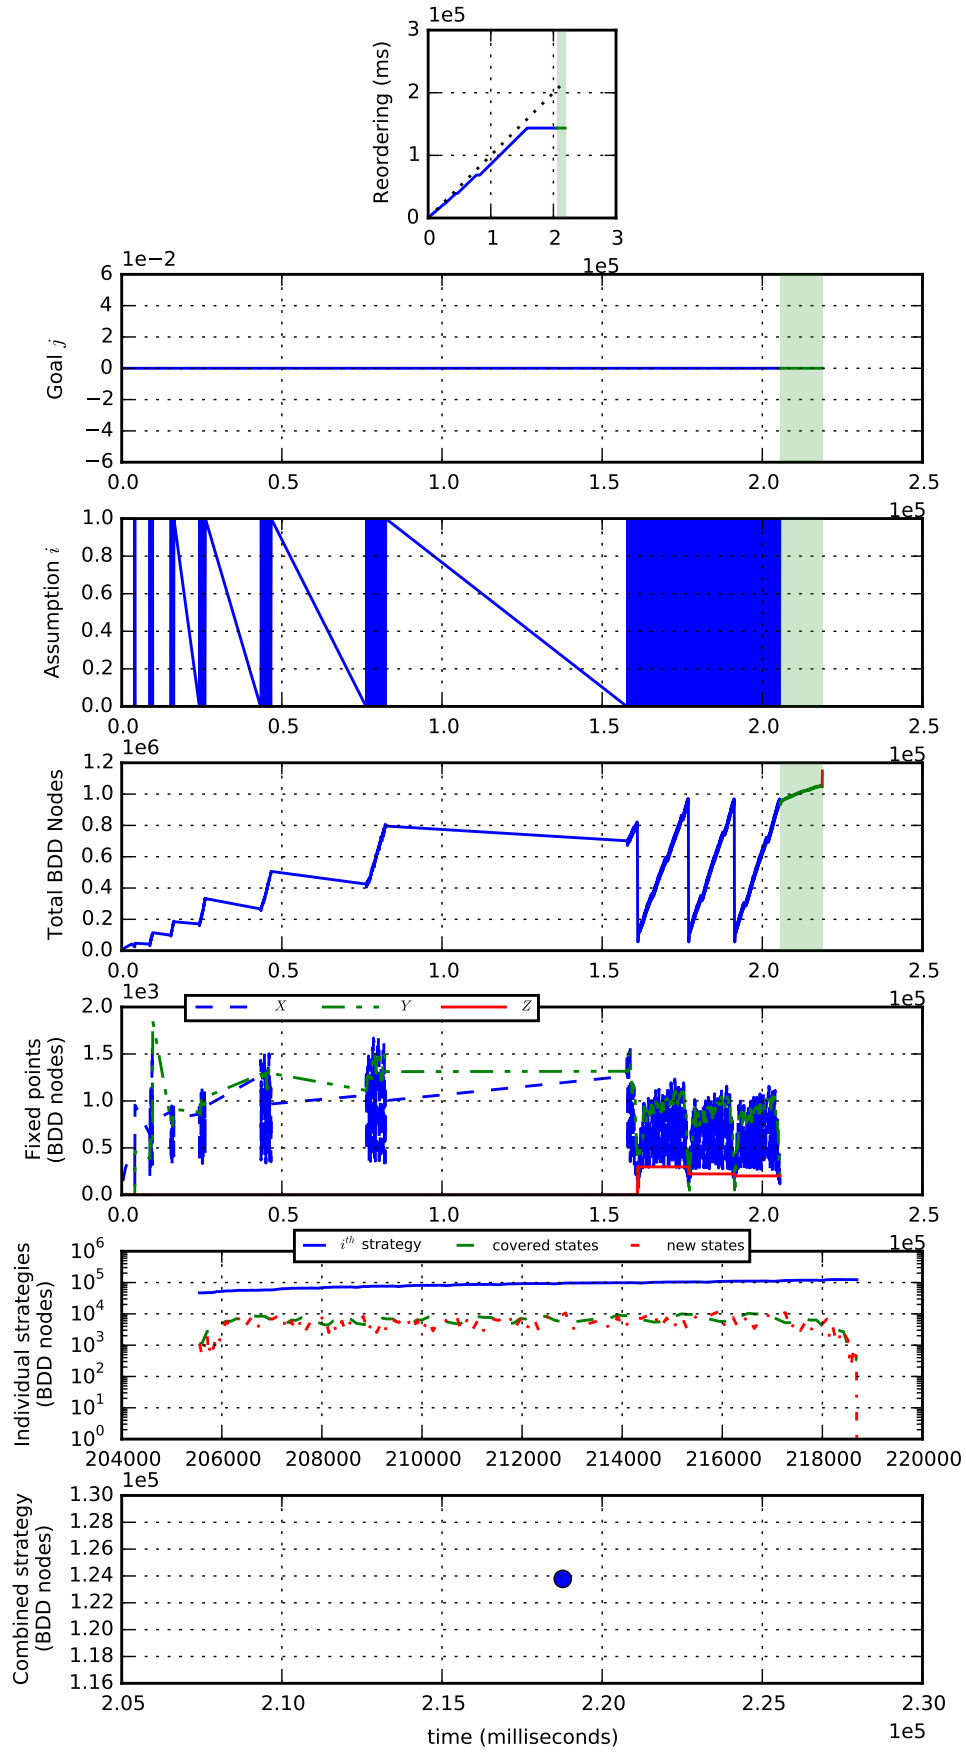 1e5
Reordering (ms)
3
2
1
0
0 1 2 3
1e5
1e−2
Goal j
6
4
2
0
−2
−4
−6
0.0 0.5 1.0 1.5 2.0 2.5
1e5
Assumption i
1.0
0.8
0.6
0.4
0.2
0.0
0.0 0.5 1.0 1.5 2.0 2.5
1e5
1e6
Total BDD Nodes
1.2
1.0
0.8
0.6
0.4
0.2
0.0
0.0 0.5 1.0 1.5 2.0 2.5
1e5
1e3
X Y Z
Fixed points
(BDD nodes)
2.0
1.5
1.0
0.5
0.0
0.0 0.5 1.0 1.5 2.0 2.5
1e5
i^th strategy covered states new states
Individual strategies
(BDD nodes)
10^6
10^5
10^4
10^3
10^2
10^1
10^0
204000 206000 208000 210000 212000 214000 216000 218000 220000
1e5
Combined strategy
(BDD nodes)
1.30
1.28
1.26
1.24
1.22
1.20
1.18
1.16
2.05 2.10 2.15 2.20 2.25 2.30
time (milliseconds)
1e5